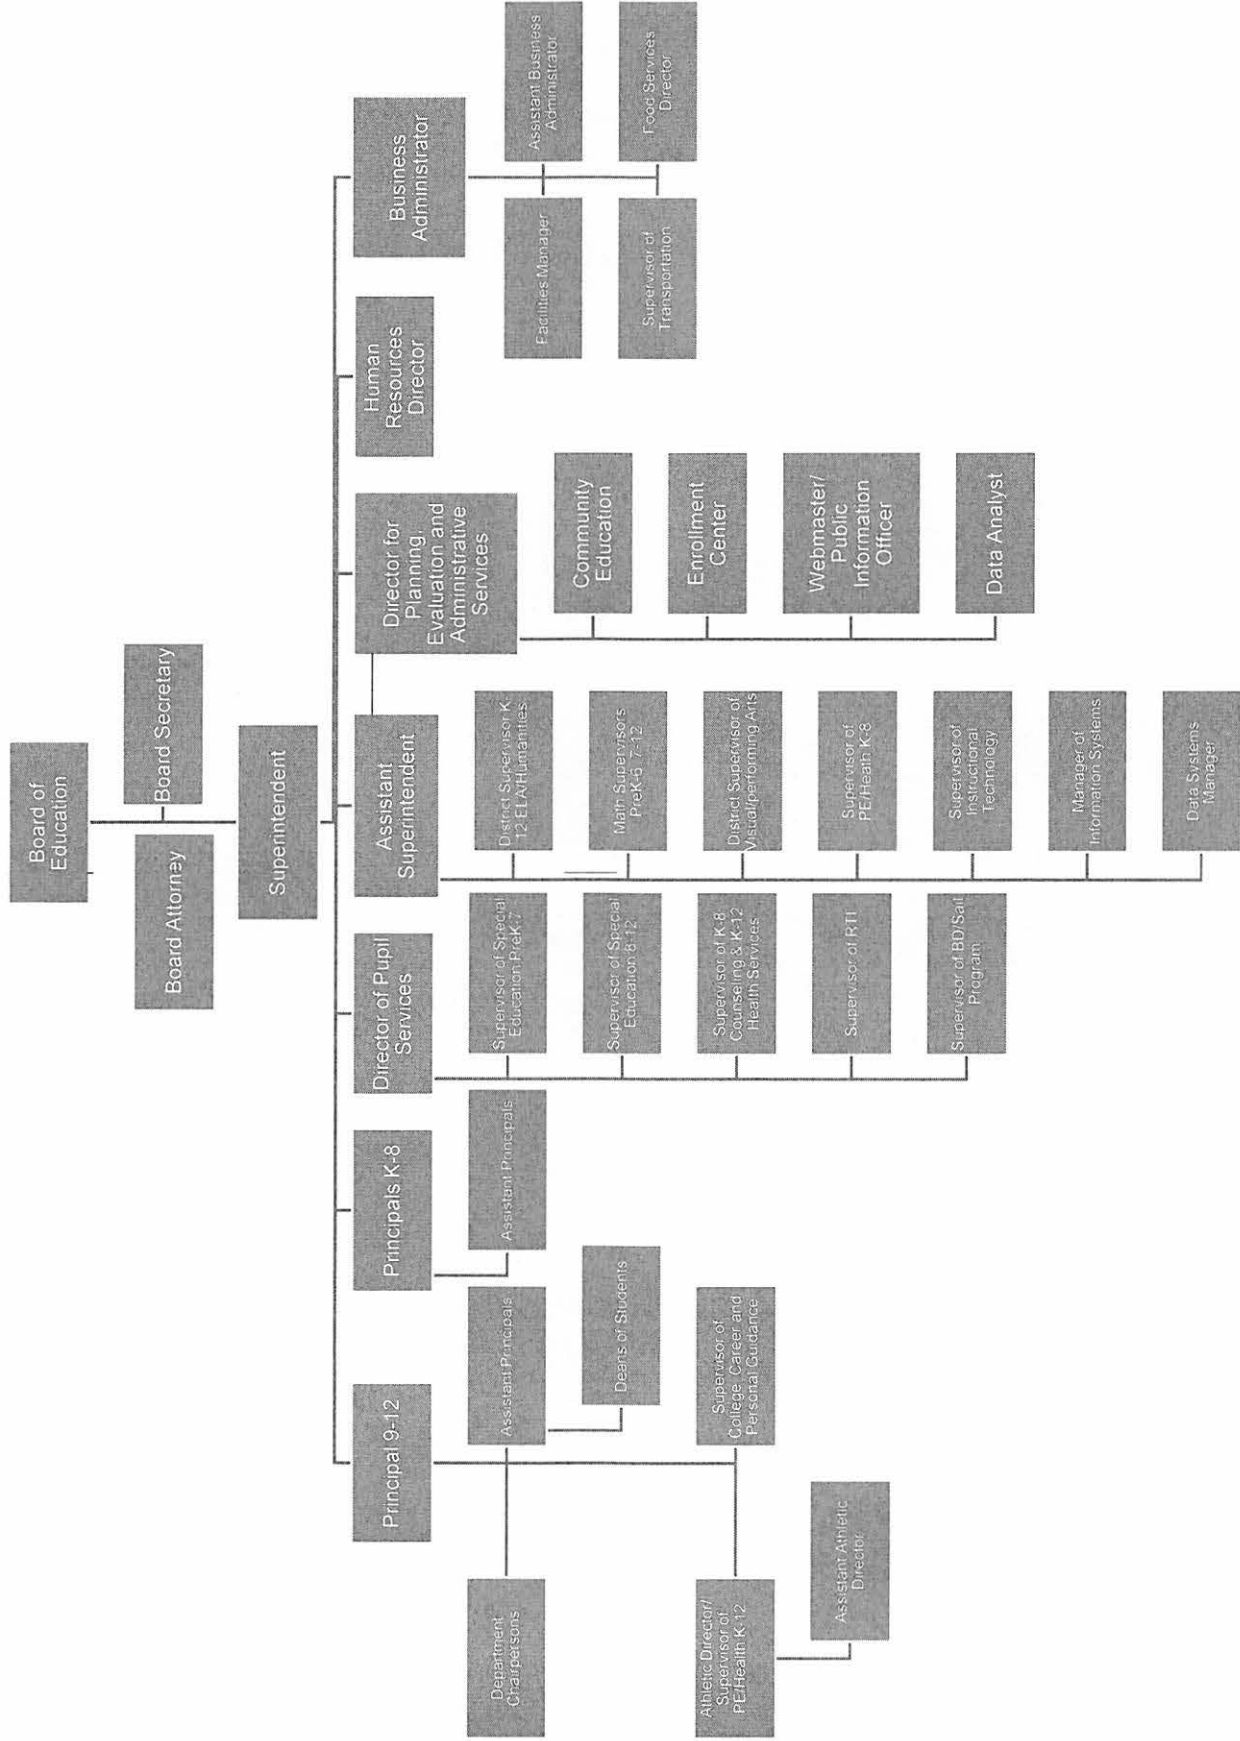 Board of
Education
Board Secretary
Board Attorney
Superintendent
Principal 9-12
Department
Chairpersons
Assistant Principals
Deans of Students
Athletic Director/
Supervisor of
PE/Health K-12
Supervisor of
College Career and
Personal Guidance
Assistant Athletic
Director
Principals K-8
Assistant Principals
Director of Pupil
Services
Supervisor of Special
Education PreK-7
Supervisor of Special
Education 8-12
Supervisor of K-8
Counseling & K-12
Health Services
Supervisor of RTI
Supervisor of BD/Sail
Program
Assistant
Superintendent
District Supervisor K-
12 ELA/Humanities
Math Supervisors
PreK-6 7-12
District Supervisor of
Visual/performing Arts
Supervisor of
PE/Heath K-8
Supervisor of
Instructional
Technology
Manager of
Information Systems
Data Systems
Manager
Director for
Planning,
Evaluation and
Administrative
Services
Community
Education
Enrollment
Center
Webmaster/
Public
Information
Officer
Data Analyst
Human
Resources
Director
Business
Administrator
Facilities Manager
Assistant Business
Administrator
Supervisor of
Transportation
Food Services
Director